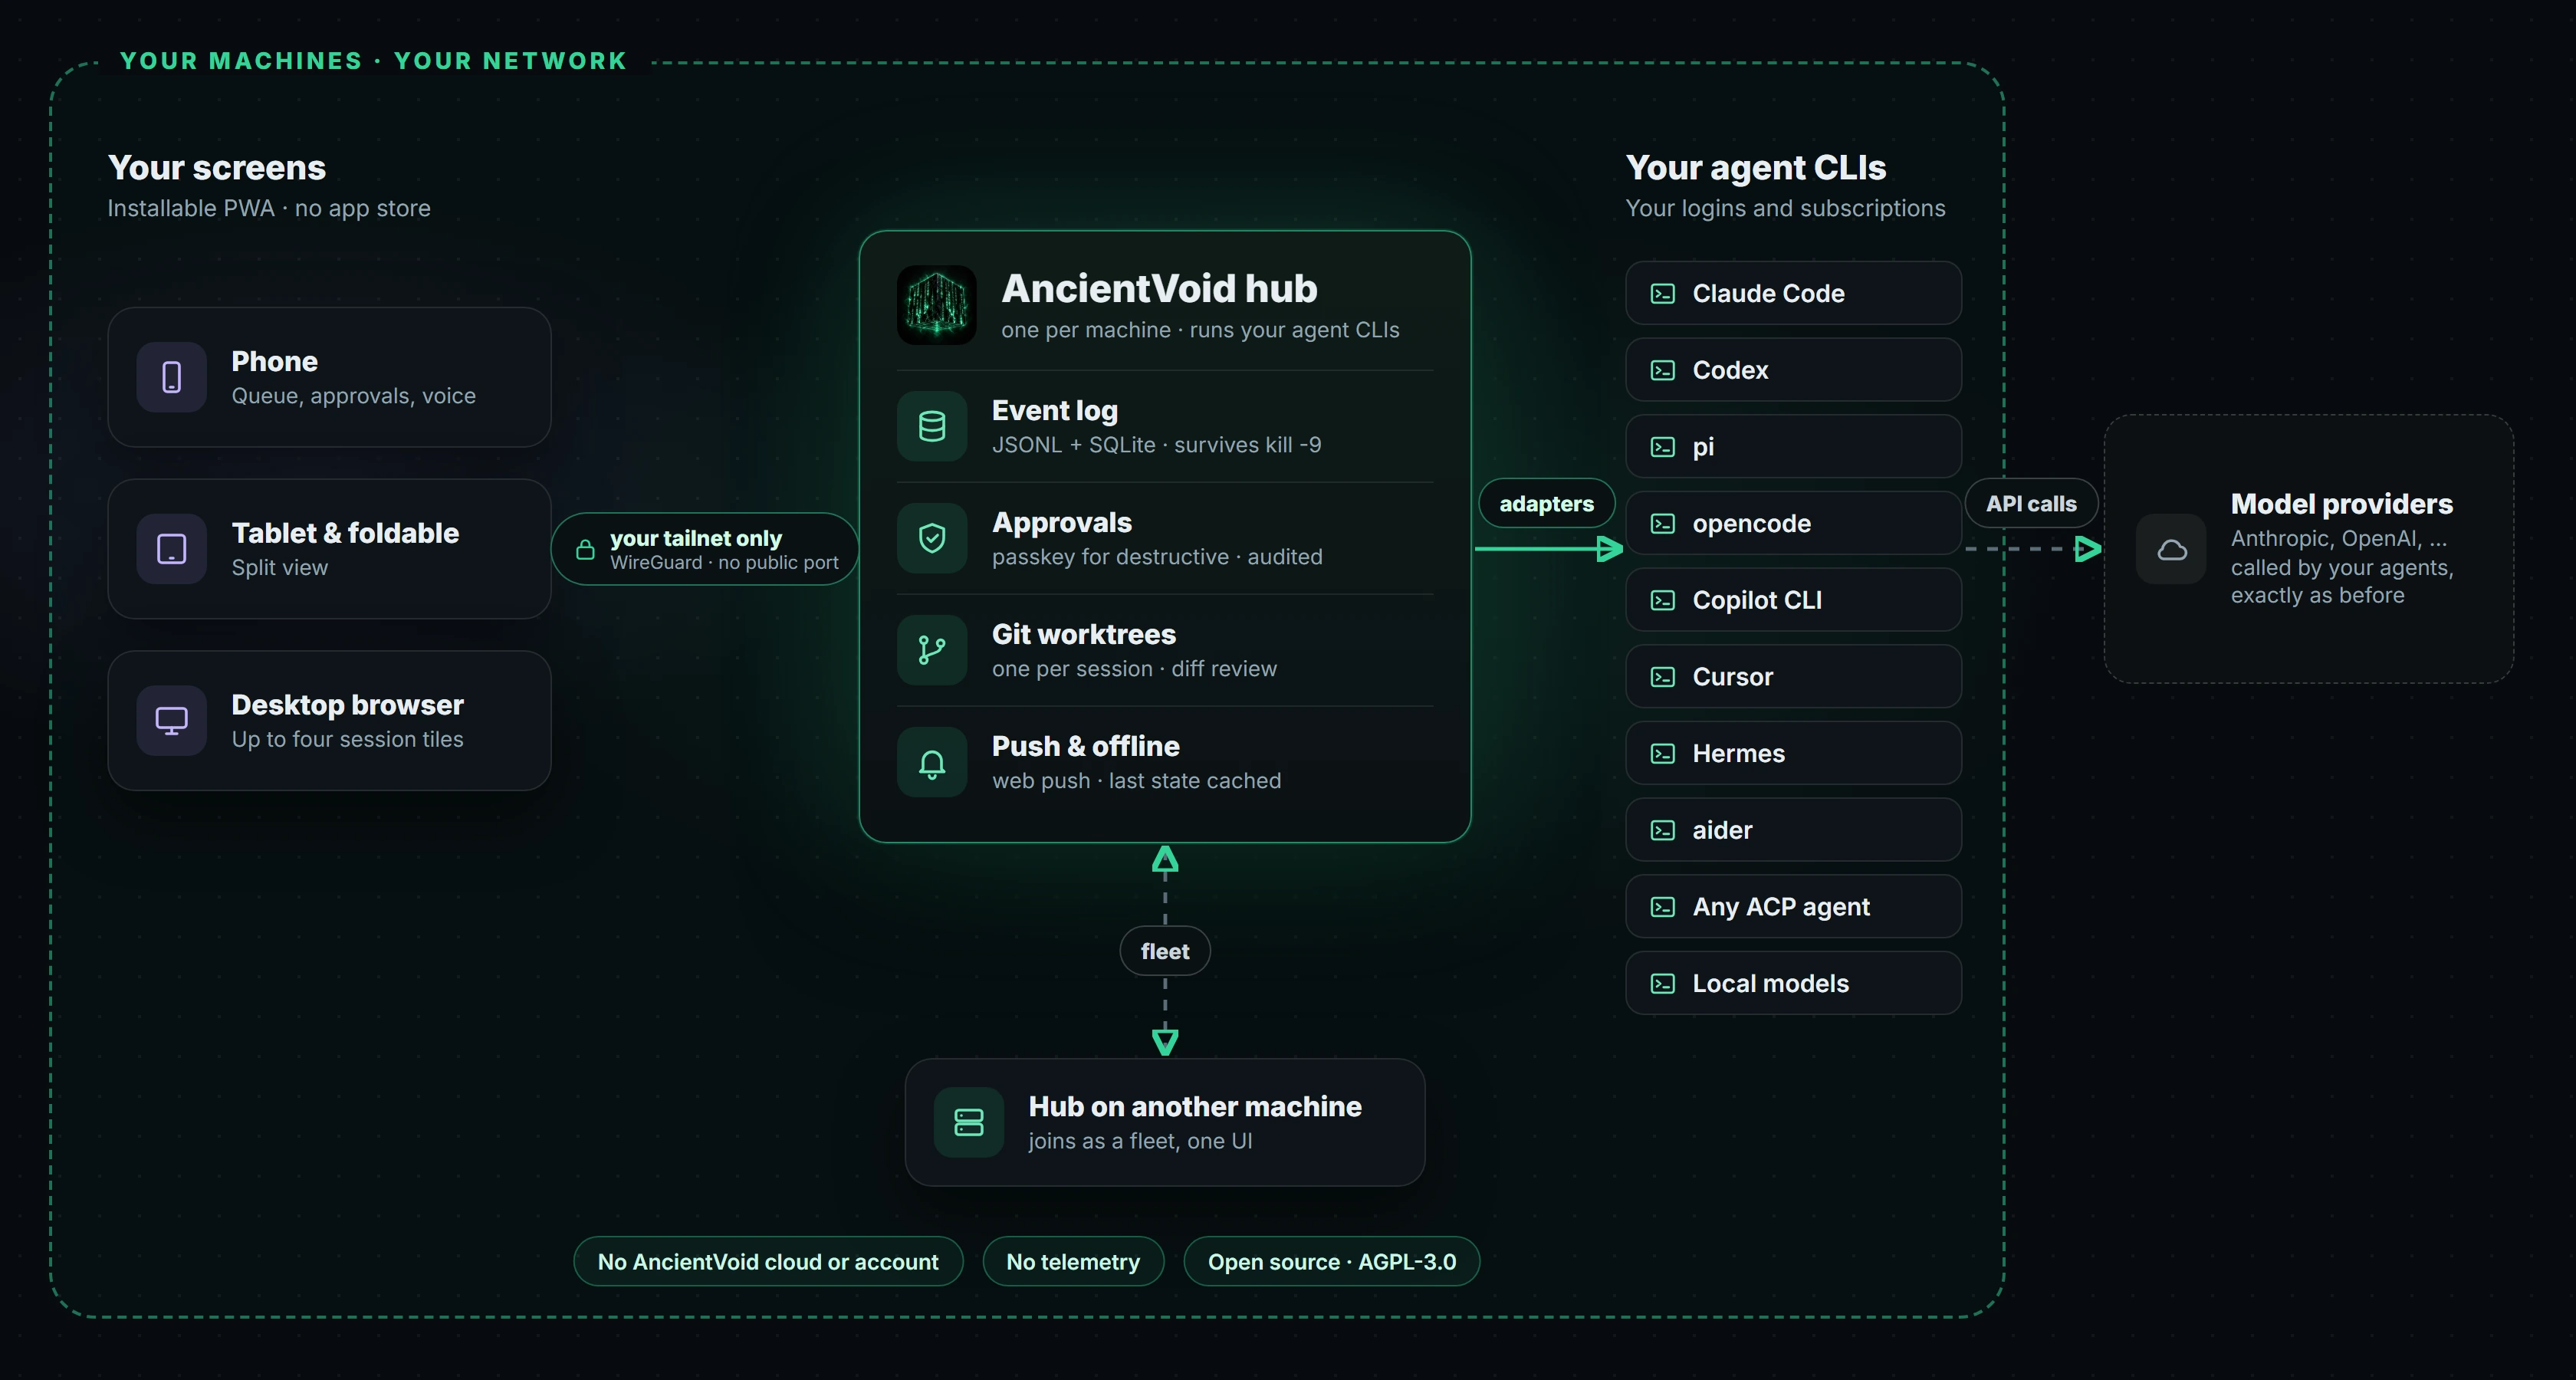 YOUR MACHINES · YOUR NETWORK
Your screens
Installable PWA · no app store
Phone
Queue, approvals, voice
Tablet & foldable
Split view
Desktop browser
Up to four session tiles
your tailnet only
WireGuard · no public port
AncientVoid hub
one per machine · runs your agent CLIs
Event log
JSONL + SQLite · survives kill -9
Approvals
passkey for destructive · audited
Git worktrees
one per session · diff review
Push & offline
web push · last state cached
fleet
Hub on another machine
joins as a fleet, one UI
adapters
Your agent CLIs
Your logins and subscriptions
Claude Code
Codex
pi
opencode
Copilot CLI
Cursor
Hermes
aider
Any ACP agent
Local models
API calls
Model providers
Anthropic, OpenAI, ...
called by your agents,
exactly as before
No AncientVoid cloud or account
No telemetry
Open source · AGPL-3.0